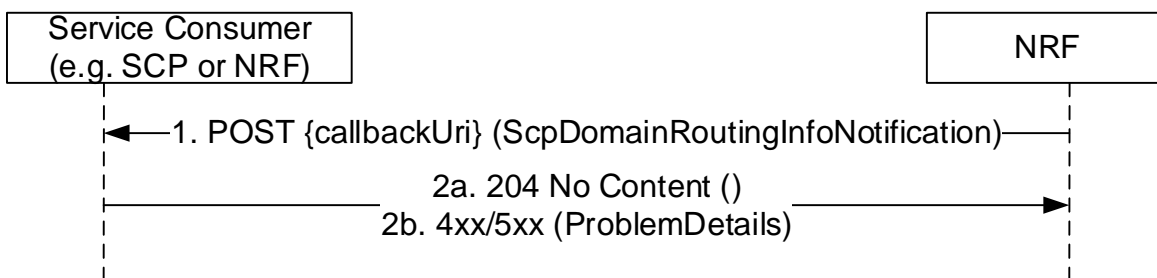 Service Consumer
(e.g. SCP or NRF)
NRF
1. POST {callbackUri} (ScpDomainRoutingInfoNotification)
2a. 204 No Content ()
2b. 4xx/5xx (ProblemDetails)